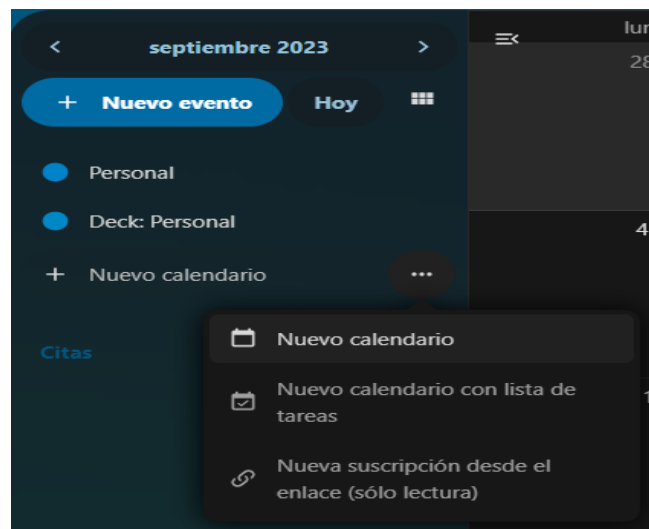 septiembre 2023
+ Nuevo evento
Hoy
Personal
Deck: Personal
+ Nuevo calendario
Citas
Nuevo calendario
Nuevo calendario con lista de
tareas
Nueva suscripción desde el
enlace (sólo lectura)
lun
28
4
1